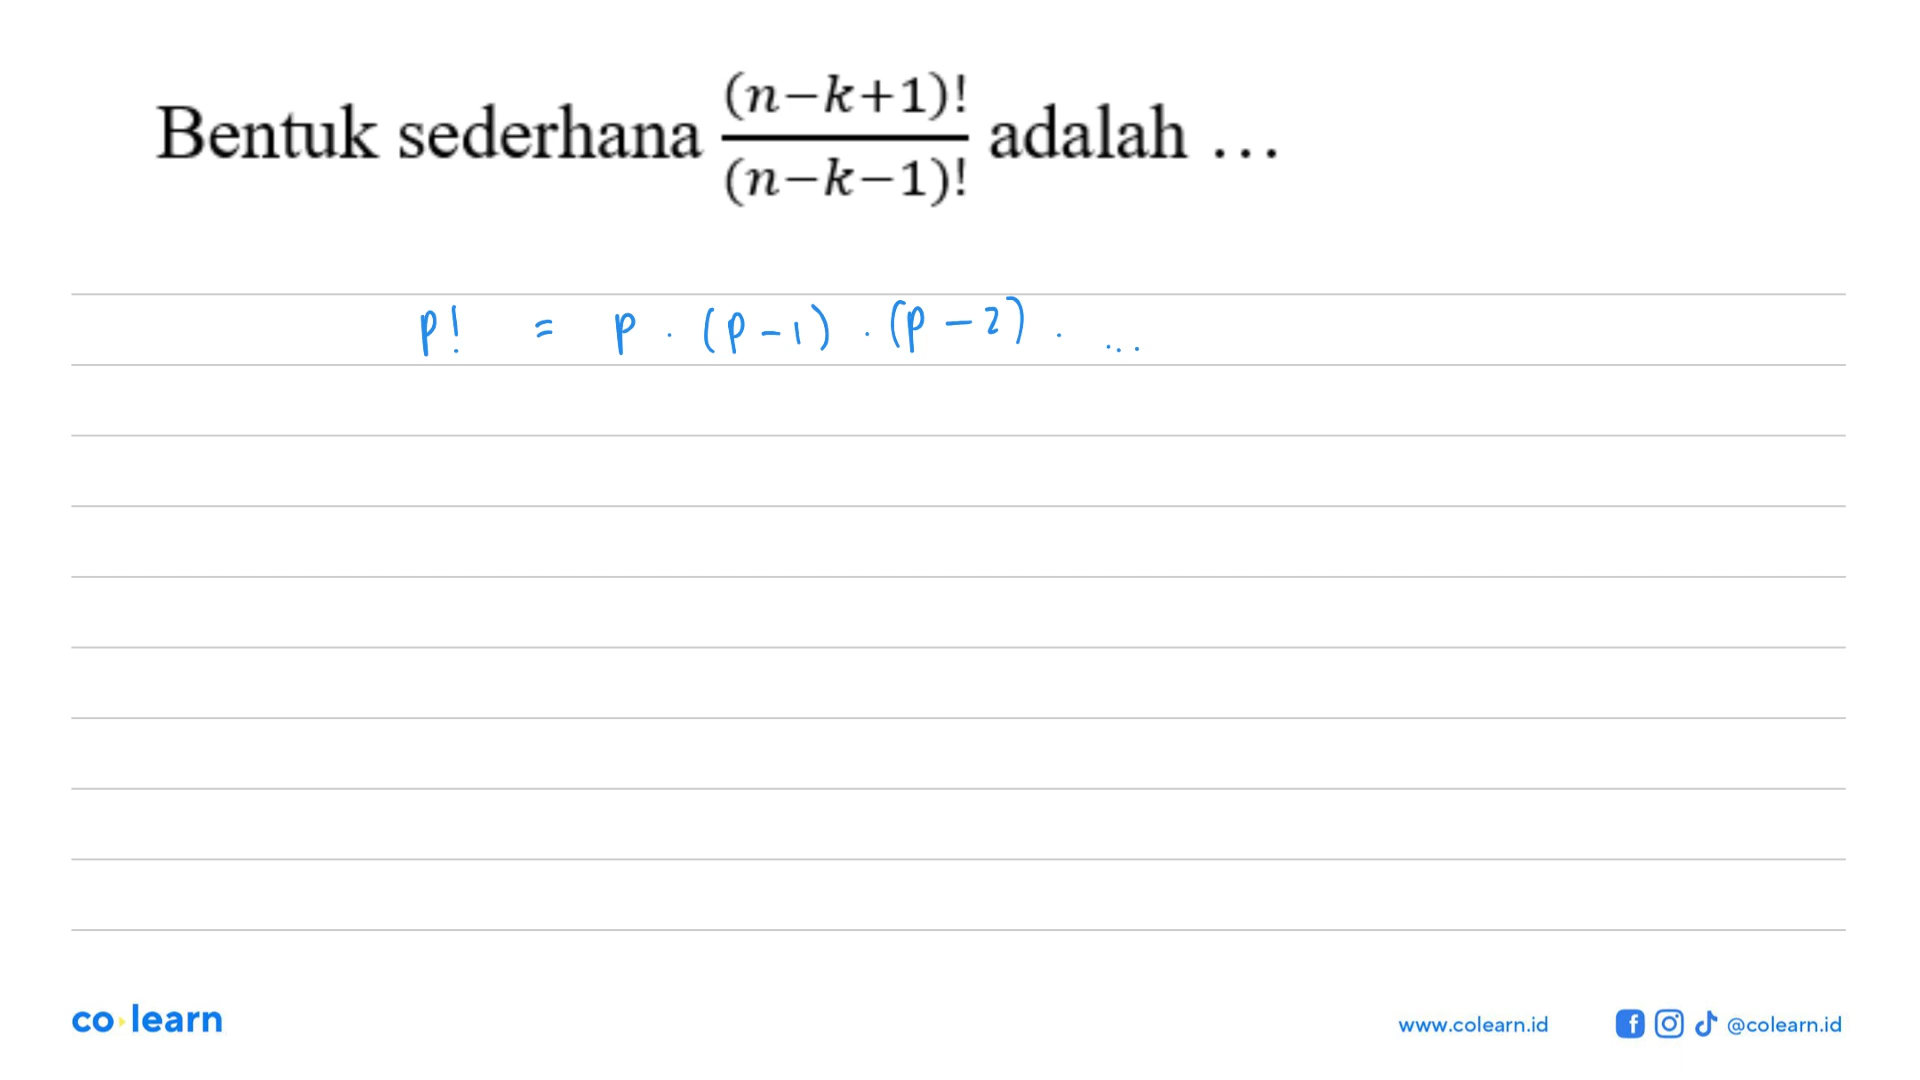 Bentuk sederhana (n−k+1)!/(n−k−1)! adalah ...
p! = p . (p-1) . (p-2) . ...
co learn
www.colearn.id @colearn.id